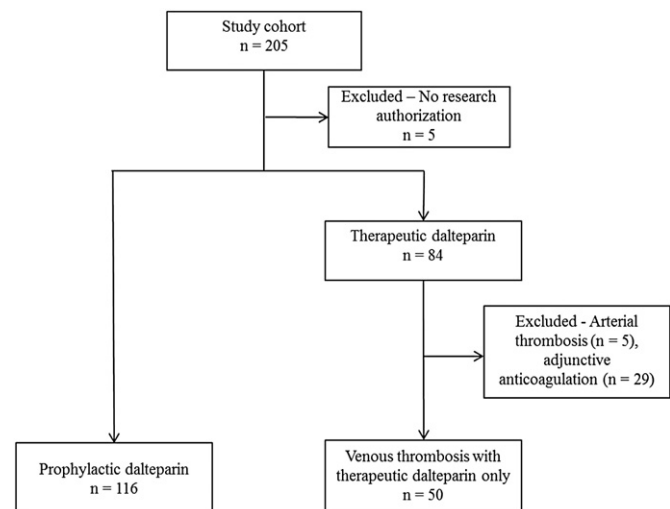 Study cohort
n = 205
Excluded – No research
authorization
n = 5
Therapeutic dalteparin
n = 84
Excluded - Arterial
thrombosis (n = 5),
adjunctive
anticoagulation (n = 29)
Prophylactic dalteparin
n = 116
Venous thrombosis with
therapeutic dalteparin only
n = 50